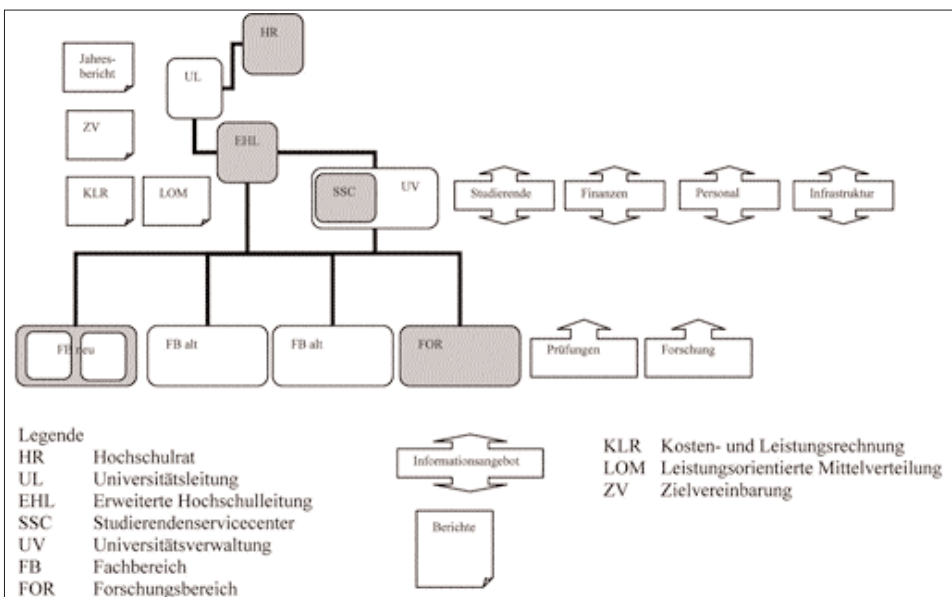 HR
Jahres-
bericht
UL
ZV
EHL
KLR
LOM
SSC
UV
Studierende
Finanzen
Personal
Infrastruktur
FB neu
FB alt
FB alt
FOR
Prüfungen
Forschung
Legende
HR Hochschulrat
UL Universitätsleitung
EHL Erweiterte Hochschulleitung
SSC Studierendenservicecenter
UV Universitätsverwaltung
FB Fachbereich
FOR Forschungsbereich
Informationsangebot
Berichte
KLR Kosten- und Leistungsrechnung
LOM Leistungsorientierte Mittelverteilung
ZV Zielvereinbarung